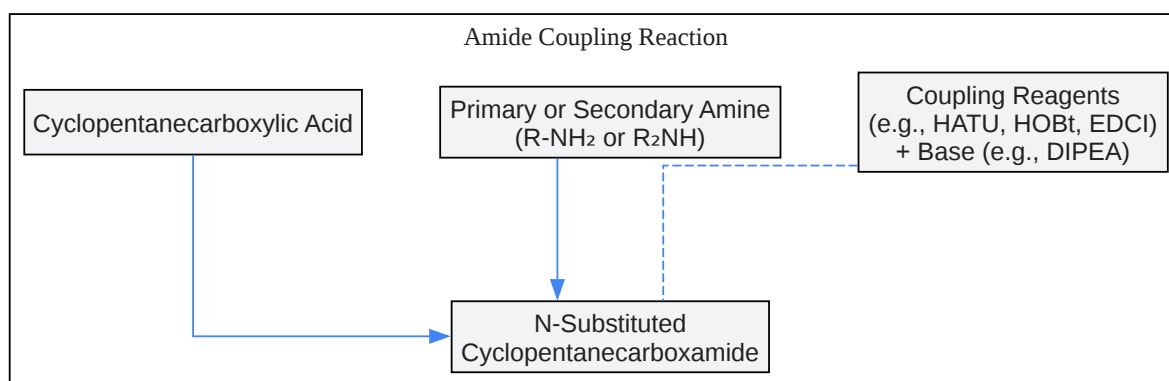 Amide Coupling Reaction
Cyclopentanecarboxylic Acid
Primary or Secondary Amine
(R-NH₂ or R₂NH)
Coupling Reagents
(e.g., HATU, HOBt, EDCI)
+ Base (e.g., DIPEA)
N-Substituted
Cyclopentanecarboxamide